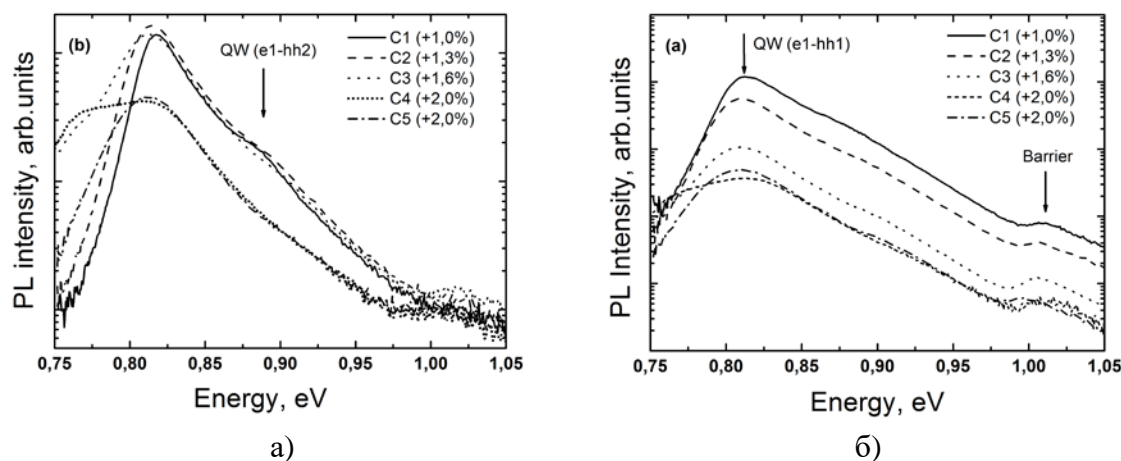 (b)
QW (e1-hh2)
C1 (+1,0%)
C2 (+1,3%)
C3 (+1,6%)
C4 (+2,0%)
C5 (+2,0%)
PL intensity, arb.units
0,75 0,80 0,85 0,90 0,95 1,00 1,05
Energy, eV
а)
(a)
QW (e1-hh1)
C1 (+1,0%)
C2 (+1,3%)
C3 (+1,6%)
C4 (+2,0%)
C5 (+2,0%)
Barrier
PL Intensity, arb.units
0,75 0,80 0,85 0,90 0,95 1,00 1,05
Energy, eV
б)